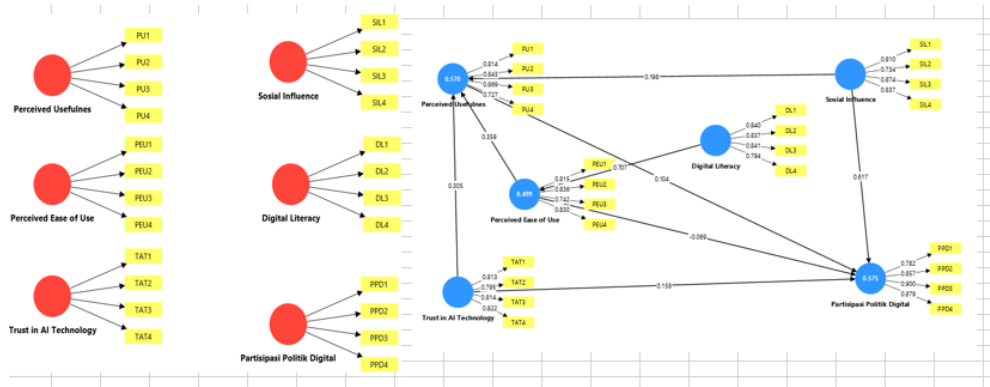 PU1
PU2
PU3
PU4
Perceived Usefulnes
PEU1
PEU2
PEU3
PEU4
Perceived Ease of Use
TAT1
TAT2
TAT3
TAT4
Trust in AI Technology
SIL1
SIL2
SIL3
SIL4
Sosial Influence
DL1
DL2
DL3
DL4
Digital Literacy
PPD1
PPD2
PPD3
PPD4
Partisipasi Politik Digital
0.570
Perceived Usefulnes
0.814
0.843
0.869
0.727
PU1
PU2
PU3
PU4
0.198
Sosial Influence
0.810
0.754
0.874
0.837
SIL1
SIL2
SIL3
SIL4
Digital Literacy
0.840
0.837
0.841
0.794
DL1
DL2
DL3
DL4
0.359
0.707
0.104
0.305
0.617
0.499
Perceived Ease of Use
0.815
0.836
0.742
0.830
PEU1
PEU2
PEU3
PEU4
-0.069
Trust in AI Technology
0.813
0.795
0.814
0.822
TAT1
TAT2
TAT3
TAT4
0.159
0.575
Partisipasi Politik Digital
0.782
0.857
0.900
0.879
PPD1
PPD2
PPD3
PPD4